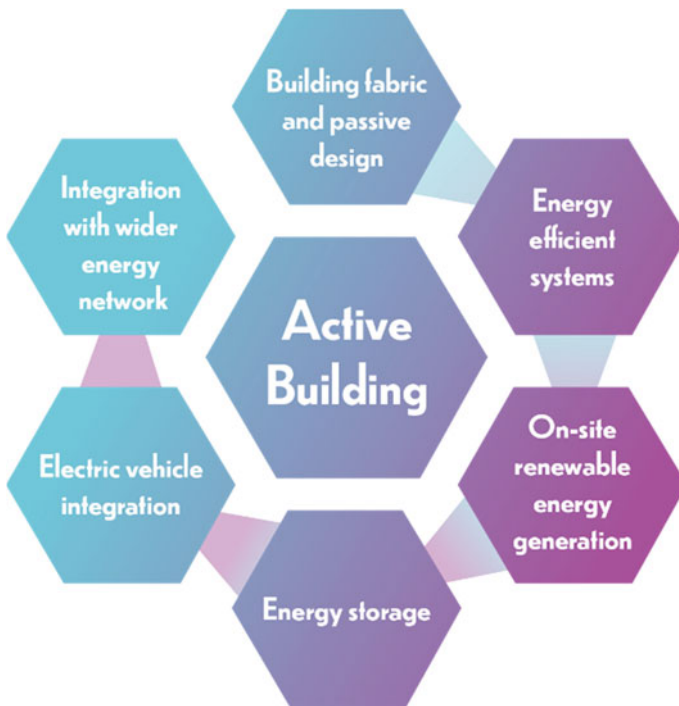 Building fabric
and passive
design
Energy
efficient
systems
On-site
renewable
energy
generation
Energy storage
Electric vehicle
integration
Integration
with wider
energy
network
Active
Building